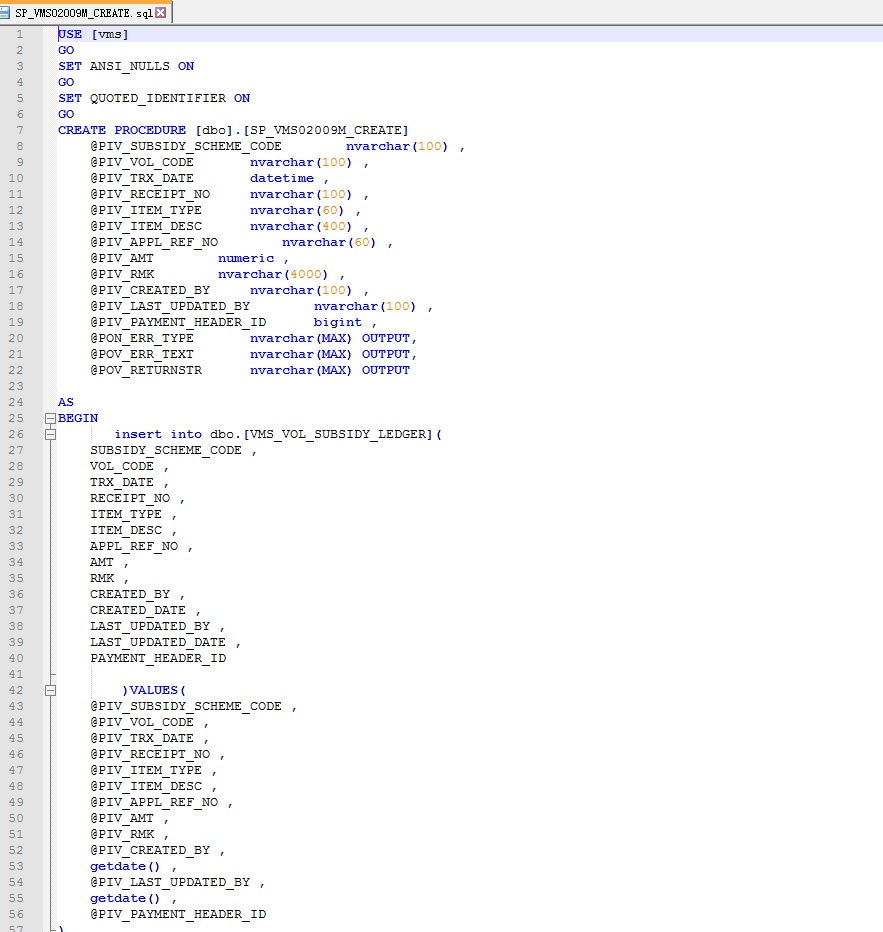 SP_VMS02009M_CREATE.sql
1 USE [vms]
2 GO
3 SET ANSI_NULLS ON
4 GO
5 SET QUOTED_IDENTIFIER ON
6 GO
7 CREATE PROCEDURE [dbo].[SP_VMS02009M_CREATE]
8 @PIV_SUBSIDY_SCHEME_CODE nvarchar(100) ,
9 @PIV_VOL_CODE nvarchar(100) ,
10 @PIV_TRX_DATE datetime ,
11 @PIV_RECEIPT_NO nvarchar(100) ,
12 @PIV_ITEM_TYPE nvarchar(60) ,
13 @PIV_ITEM_DESC nvarchar(400) ,
14 @PIV_APPL_REF_NO nvarchar(60) ,
15 @PIV_AMT numeric ,
16 @PIV_RMK nvarchar(4000) ,
17 @PIV_CREATED_BY nvarchar(100) ,
18 @PIV_LAST_UPDATED_BY nvarchar(100) ,
19 @PIV_PAYMENT_HEADER_ID bigint ,
20 @PON_ERR_TYPE nvarchar(MAX) OUTPUT,
21 @POV_ERR_TEXT nvarchar(MAX) OUTPUT,
22 @POV_RETURNSTR nvarchar(MAX) OUTPUT
23
24 AS
25 BEGIN
26 insert into dbo.[VMS_VOL_SUBSIDY_LEDGER](
27 SUBSIDY_SCHEME_CODE ,
28 VOL_CODE ,
29 TRX_DATE ,
30 RECEIPT_NO ,
31 ITEM_TYPE ,
32 ITEM_DESC ,
33 APPL_REF_NO ,
34 AMT ,
35 RMK ,
36 CREATED_BY ,
37 CREATED_DATE ,
38 LAST_UPDATED_BY ,
39 LAST_UPDATED_DATE ,
40 PAYMENT_HEADER_ID
41
42 )VALUES(
43 @PIV_SUBSIDY_SCHEME_CODE ,
44 @PIV_VOL_CODE ,
45 @PIV_TRX_DATE ,
46 @PIV_RECEIPT_NO ,
47 @PIV_ITEM_TYPE ,
48 @PIV_ITEM_DESC ,
49 @PIV_APPL_REF_NO ,
50 @PIV_AMT ,
51 @PIV_RMK ,
52 @PIV_CREATED_BY ,
53 getdate() ,
54 @PIV_LAST_UPDATED_BY ,
55 getdate() ,
56 @PIV_PAYMENT_HEADER_ID
57 )